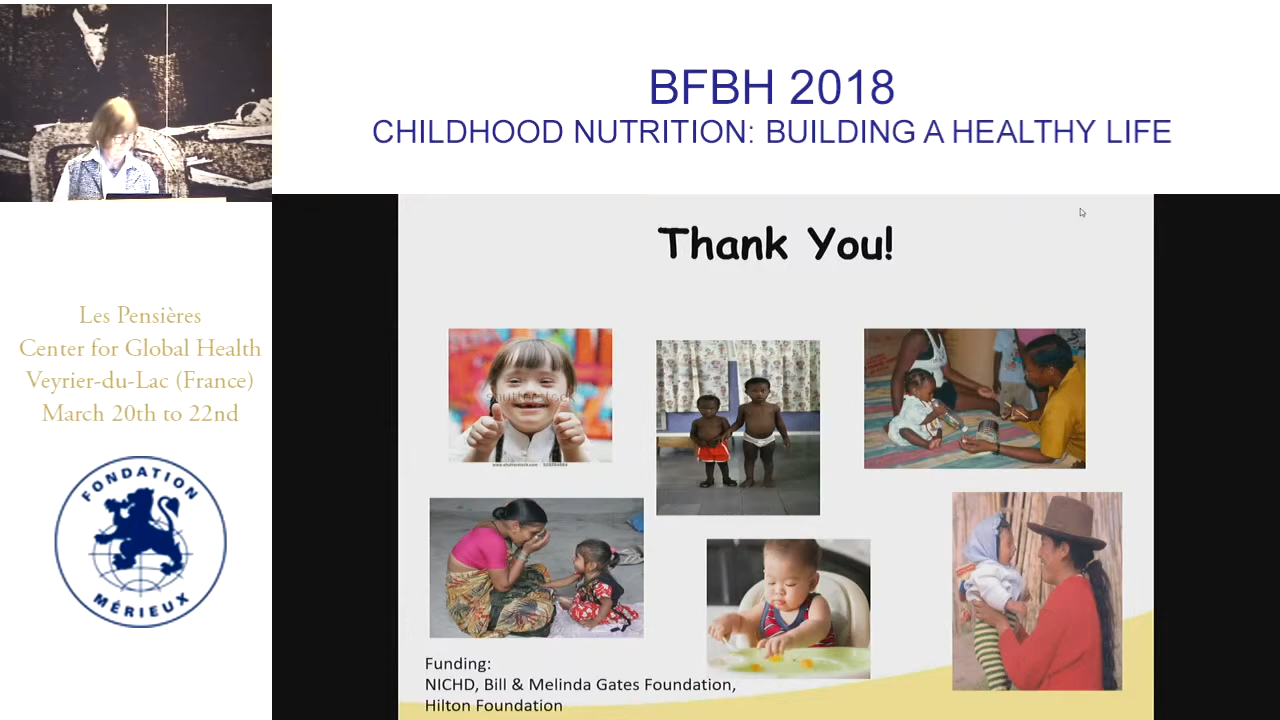 BFBH 2018
CHILDHOOD NUTRITION: BUILDING A HEALTHY LIFE
Les Pensières
Center for Global Health
Veyrier-du-Lac (France)
March 20th to 22nd
FONDATION
MÉRIEUX
Thank You!
shutterstock
Funding:
NICHD, Bill & Melinda Gates Foundation,
Hilton Foundation